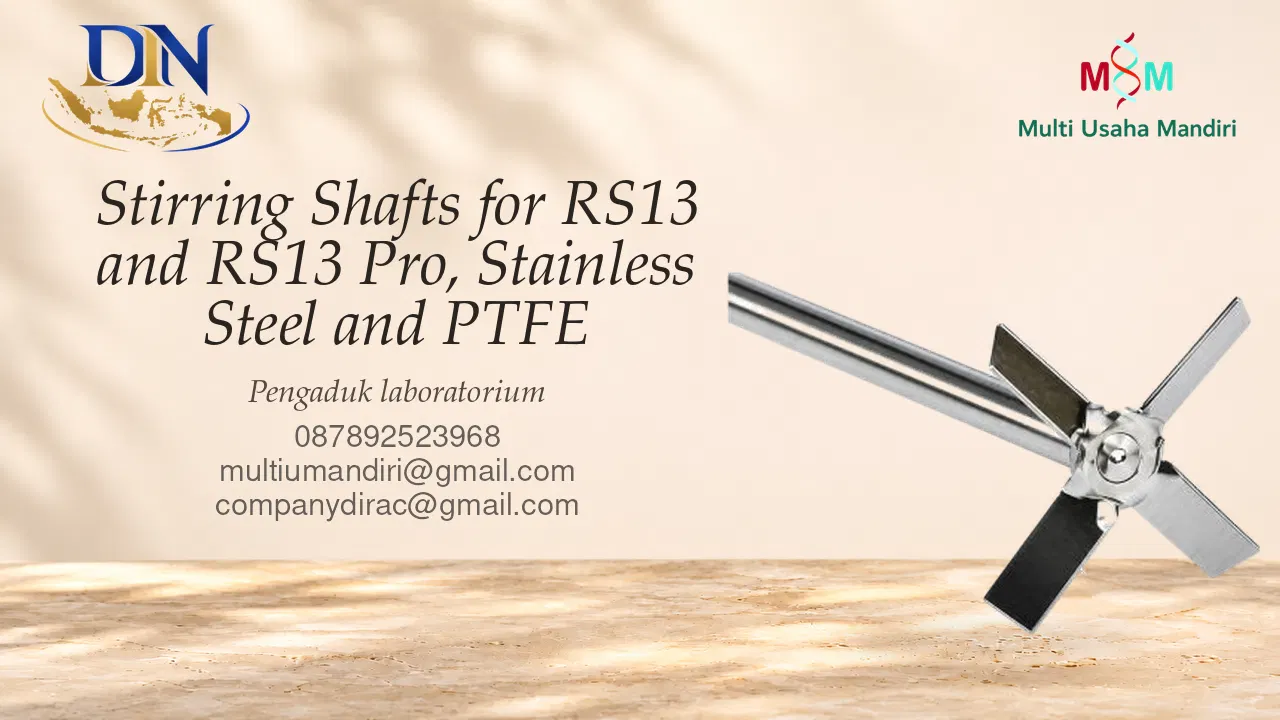 DIN
M M
Multi Usaha Mandiri
Stirring Shafts for RS13
and RS13 Pro, Stainless
Steel and PTFE
Pengaduk laboratorium
087892523968
multiumandiri@gmail.com
companydirac@gmail.com